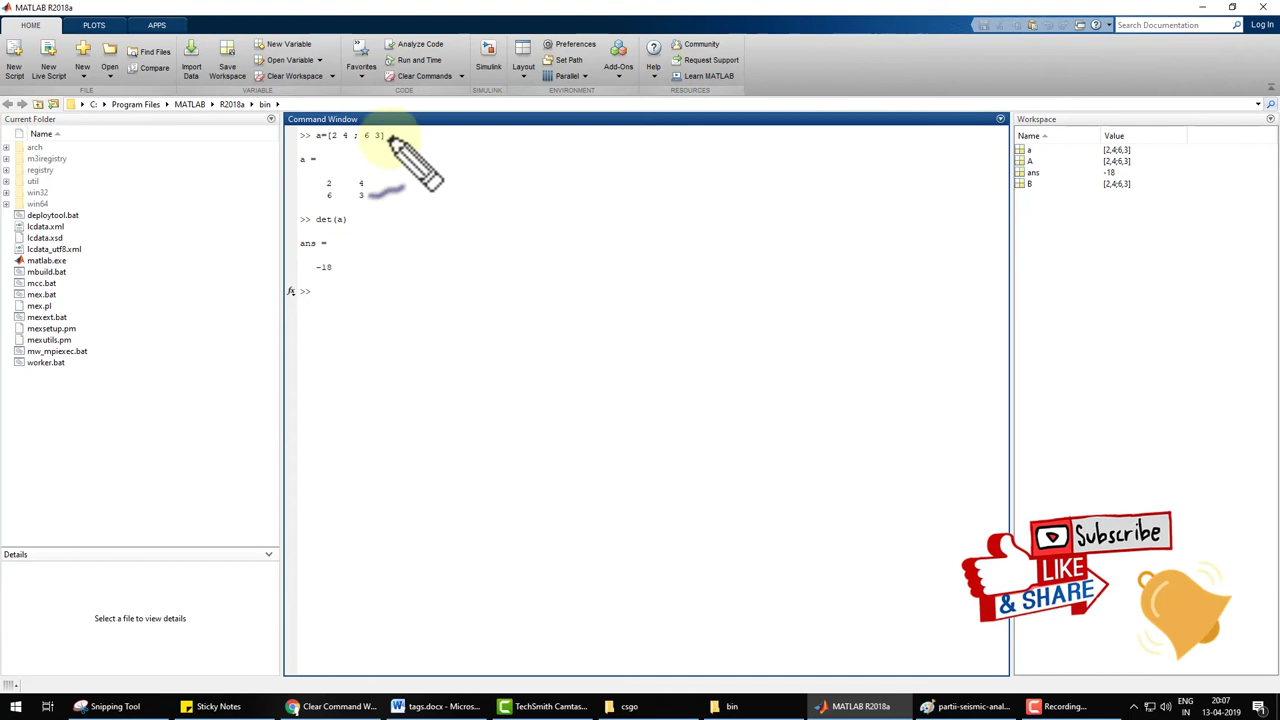 MATLAB R2018a
HOME PLOTS APPS Search Documentation Log In
New Script New Live Script New Open Find Files Compare Import Data Save Workspace New Variable Open Variable Clear Workspace Favorites Analyze Code Run and Time Clear Commands Simulink Layout Preferences Set Path Parallel Add-Ons Help Community Request Support Learn MATLAB
FILE VARIABLE CODE SIMULINK ENVIRONMENT RESOURCES
C: Program Files MATLAB R2018a bin
Current Folder
Name
arch
m3iregistry
registry
util
win32
win64
deploytool.bat
lcdata.xml
lcdata.xsd
lcdata_utf8.xml
matlab.exe
mbuild.bat
mcc.bat
mex.bat
mex.pl
mexext.bat
mexsetup.pm
mexutils.pm
mw_mpiexec.bat
worker.bat
Details
Select a file to view details
Command Window
>> a=[2 4 ; 6 3]
a =
2 4
6 3
>> det(a)
ans =
-18
fx >>
Workspace
Name Value
a [2,4;6,3]
A [2,4;6,3]
ans -18
B [2,4;6,3]
Subscribe
LIKE
& SHARE
Snipping Tool Sticky Notes Clear Command W... tags.docx - Micros... TechSmith Camtas... csgo bin MATLAB R2018a partii-seismic-anal... Recording...
ENG
IN
20:07
13-04-2019